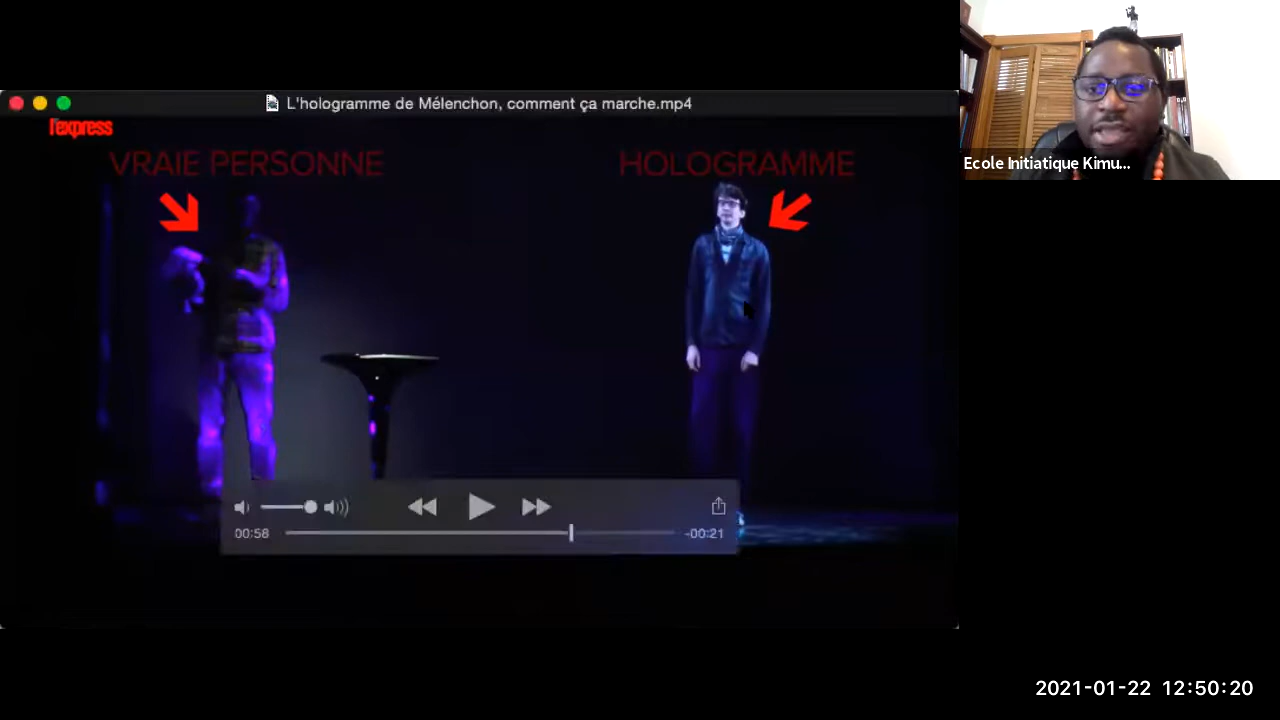 L'hologramme de Mélenchon, comment ça marche.mp4
l'express
VRAIE PERSONNE
HOLOGRAMME
Ecole Initiatique Kimu...
00:58
-00:21
2021-01-22 12:50:20